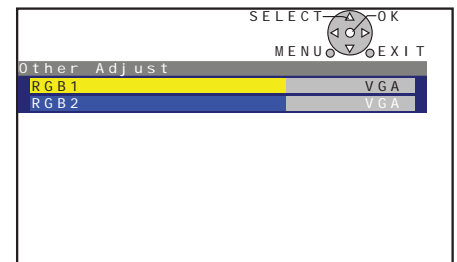 SELECT OK
MENU EXIT
Other Adjust
RGB1 VGA
RGB2 VGA